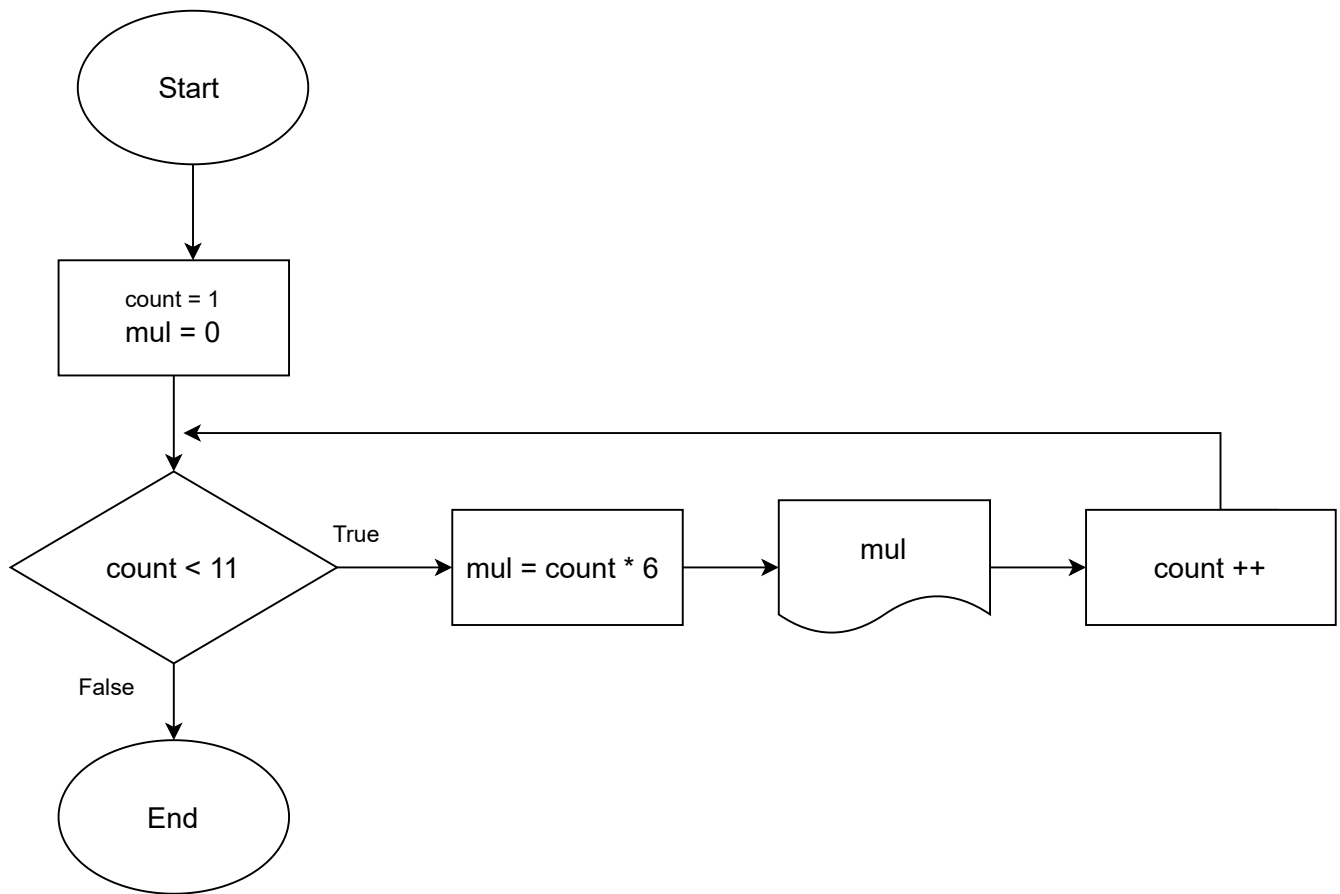 Start
count = 1
mul = 0
count < 11
True
mul = count * 6
mul
count ++
False
End